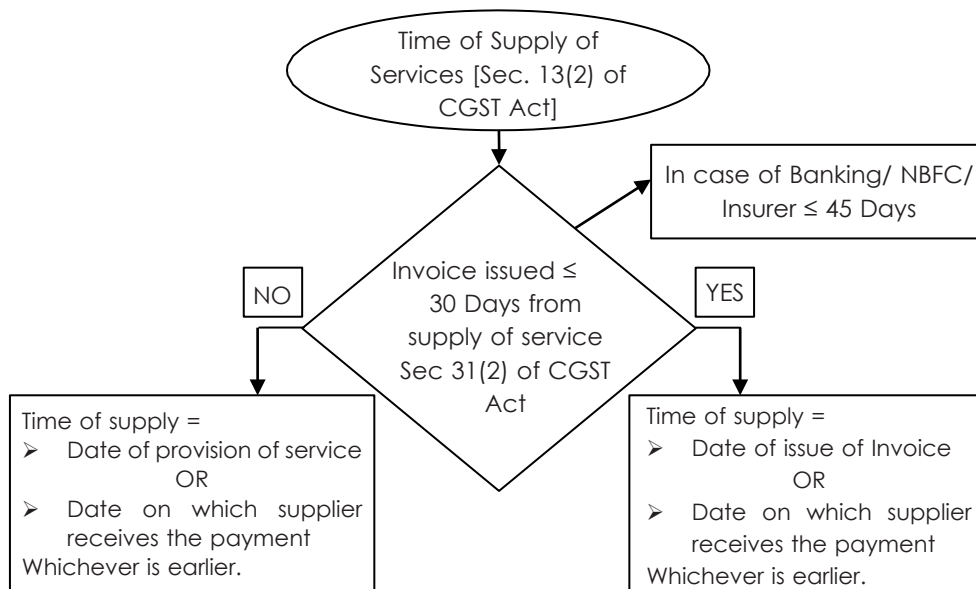 Time of Supply of
Services [Sec. 13(2) of
CGST Act]
In case of Banking/ NBFC/
Insurer ≤ 45 Days
Invoice issued ≤
30 Days from
supply of service
Sec 31(2) of CGST
Act
NO
YES
Time of supply =
➢ Date of provision of service
OR
➢ Date on which supplier
receives the payment
Whichever is earlier.
Time of supply =
➢ Date of issue of Invoice
OR
➢ Date on which supplier
receives the payment
Whichever is earlier.